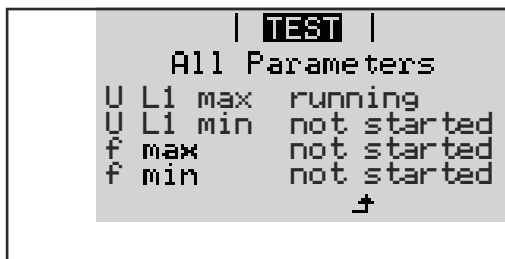 TEST
All Parameters
U L1 max running
U L1 min not started
f max not started
f min not started